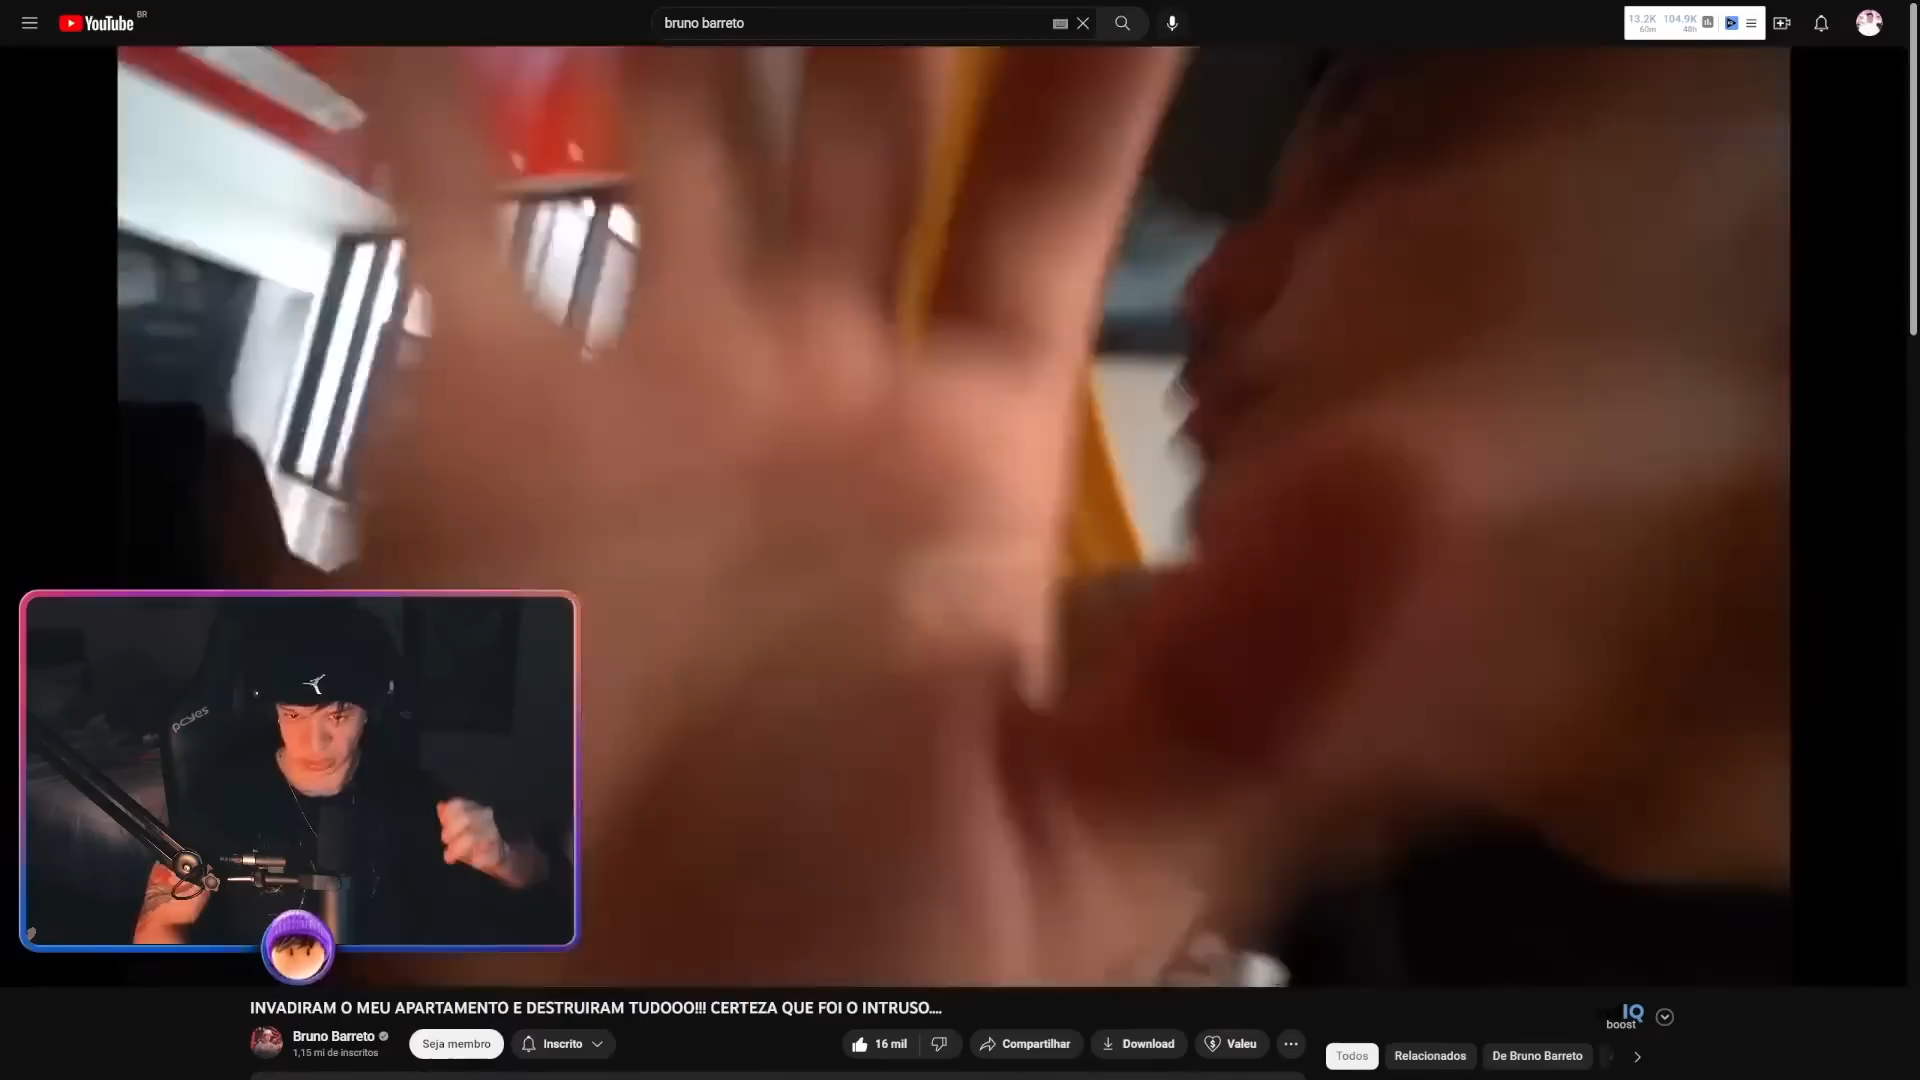 YouTube BR
bruno barreto
13.2K 104.9K
60m 48h
pcyes
INVADIRAM O MEU APARTAMENTO E DESTRUIRAM TUDOOO!!! CERTEZA QUE FOI O INTRUSO....
IQ
boost
Bruno Barreto
1,15 mi de inscritos
Seja membro
Inscrito
16 mil
Compartilhar
Download
Valeu
Todos
Relacionados
De Bruno Barreto